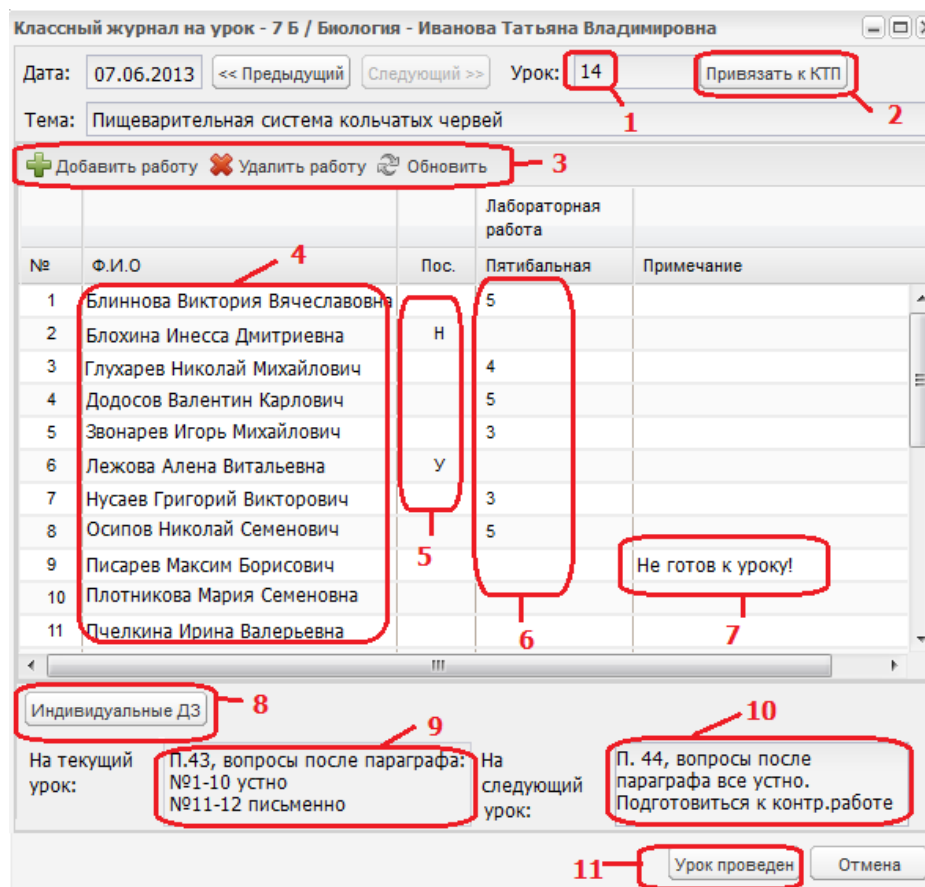 Классный журнал на урок - 7 Б / Биология - Иванова Татьяна Владимировна
Дата: 07.06.2013 << Предыдущий Следующий >> Урок: 14 Привязать к КТП
1 2
Тема: Пищеварительная система кольчатых червей
Добавить работу Удалить работу Обновить 3
Лабораторная
работа
№ Ф.И.О 4 Пос. Пятибальная Примечание
1 Блиннова Виктория Вячеславовна 5
2 Блохина Инесса Дмитриевна Н
3 Глухарев Николай Михайлович 4
4 Додосов Валентин Карлович 5
5 Звонарев Игорь Михайлович 3
6 Лежова Алена Витальевна У
7 Нусаев Григорий Викторович 3
8 Осипов Николай Семенович 5
5
9 Писарев Максим Борисович Не готов к уроку!
10 Плотникова Мария Семеновна
11 Пчелкина Ирина Валерьевна
6 7
Индивидуальные ДЗ 8
9 10
На текущий
урок:
П.43, вопросы после параграфа:
№1-10 устно
№11-12 письменно
На
следующий
урок:
П. 44, вопросы после
параграфа все устно.
Подготовиться к контр.работе
11 Урок проведен Отмена